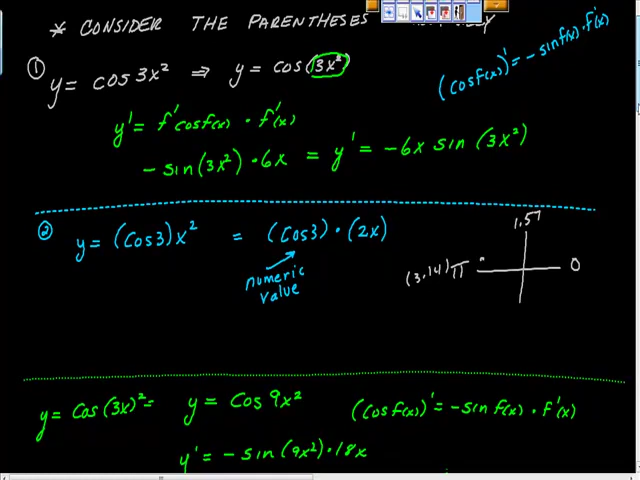 * CONSIDER THE PARENTHESES
(cos f(x))' = - sin f(x) · f'(x)
① y = cos 3x² ⇒ y = cos (3x²)
y' = f' cos f(x) · f'(x)
- sin (3x²) · 6x = y' = -6x sin (3x²)
② y = (cos 3) x² = (cos 3) · (2x)
numeric value
1.57
(3.14) π
0
y = cos (3x)² = y = cos 9x² (cos f(x))' = - sin f(x) · f'(x)
y' = - sin (9x²) · 18x